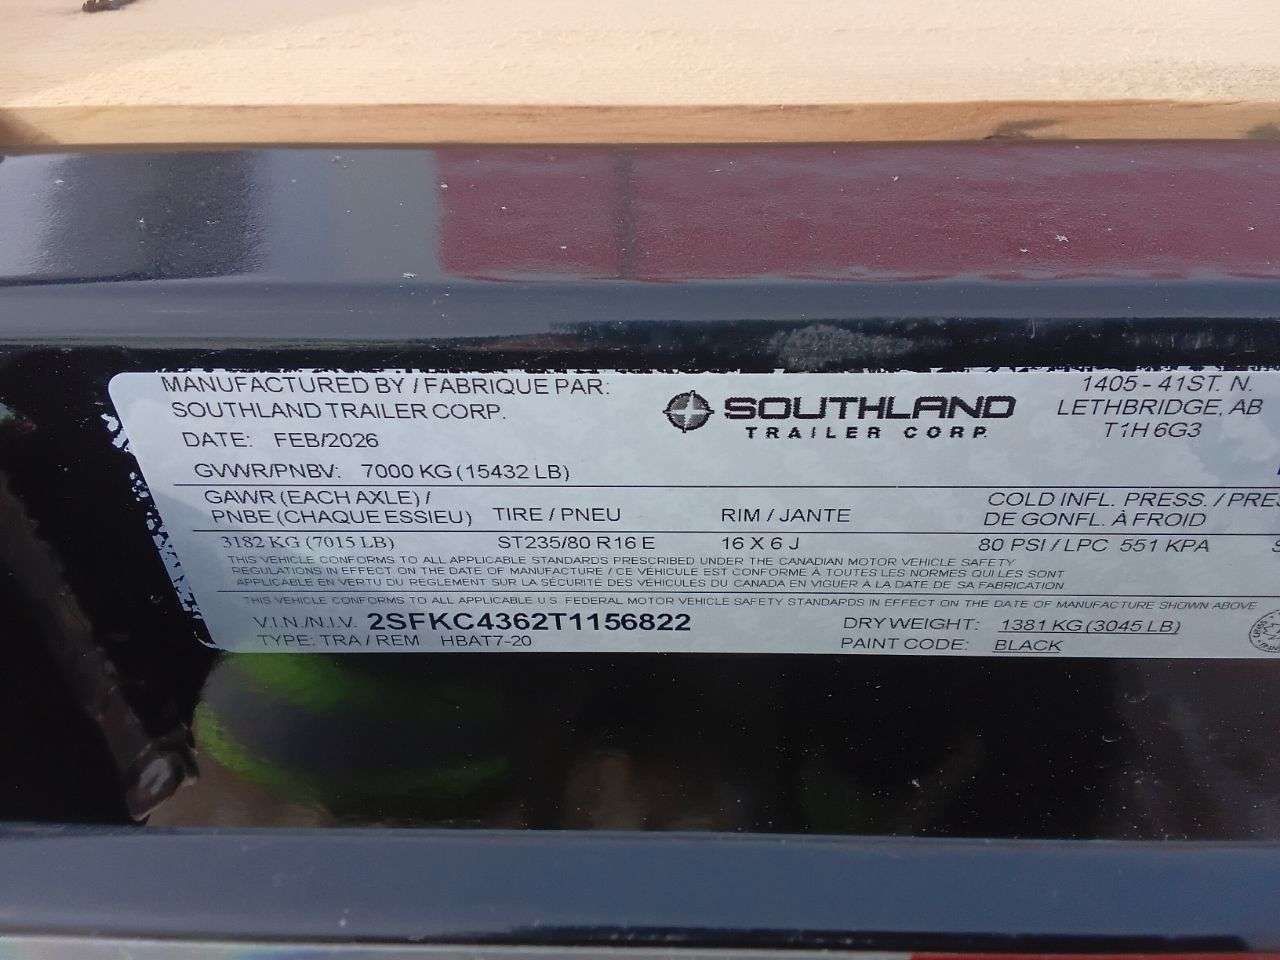 MANUFACTURED BY / FABRIQUE PAR:
SOUTHLAND TRAILER CORP.
DATE: FEB/2026
GVWR/PNBV: 7000 KG (15432 LB)
SOUTHLAND
TRAILER CORP.
1405 - 41ST. N.
LETHBRIDGE, AB
T1H 6G3
GAWR (EACH AXLE) /
PNBE (CHAQUE ESSIEU) TIRE / PNEU RIM / JANTE
COLD INFL. PRESS. / PRES
DE GONFL. À FROID
3182 KG (7015 LB) ST235/80 R16 E 16 X 6 J 80 PSI / LPC 551 KPA
THIS VEHICLE CONFORMS TO ALL APPLICABLE STANDARDS PRESCRIBED UNDER THE CANADIAN MOTOR VEHICLE SAFETY
REGULATIONS IN EFFECT ON THE DATE OF MANUFACTURE / CE VÉHICULE EST CONFORME À TOUTES LES NORMES QUI LES SONT
APPLICABLE EN VERTU DU RÈGLEMENT SUR LA SÉCURITÉ DES VÉHICULES DU CANADA EN VIGUER À LA DATE DE SA FABRICATION.
THIS VEHICLE CONFORMS TO ALL APPLICABLE U.S. FEDERAL MOTOR VEHICLE SAFETY STANDARDS IN EFFECT ON THE DATE OF MANUFACTURE SHOWN ABOVE
V.I.N./N.I.V. 2SFKC4362T1156822 DRY WEIGHT: 1381 KG (3045 LB)
TYPE: TRA / REM HBAT7-20 PAINT CODE: BLACK